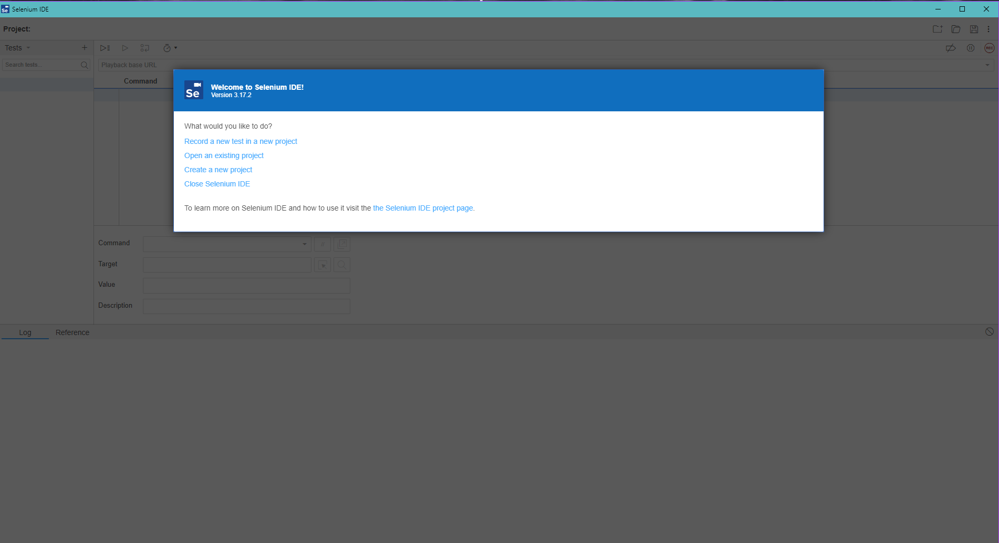 Se Selenium IDE
Project:
Tests
Search tests...
Playback base URL
REC
Command
Se
Welcome to Selenium IDE!
Version 3.17.2
What would you like to do?
Record a new test in a new project
Open an existing project
Create a new project
Close Selenium IDE
To learn more on Selenium IDE and how to use it visit the the Selenium IDE project page.
Command
//
Target
Value
Description
Log Reference